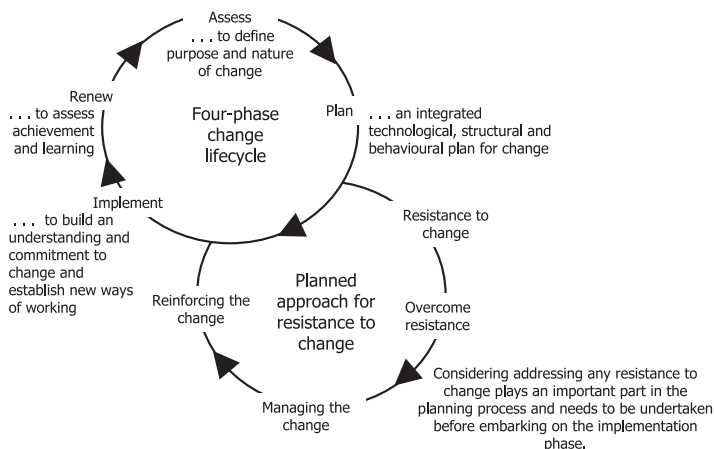 Assess
. . . to define
purpose and nature
of change
Renew
. . . to assess
achievement
and learning
Four-phase
change
lifecycle
Plan
. . . an integrated
technological, structural and
behavioural plan for change
Implement
. . . to build an
understanding and
commitment to
change and
establish new ways
of working
Resistance to
change
Planned
approach for
resistance to
change
Reinforcing the
change
Overcome
resistance
Managing the
change
Considering addressing any resistance to
change plays an important part in the
planning process and needs to be undertaken
before embarking on the implementation
phase.